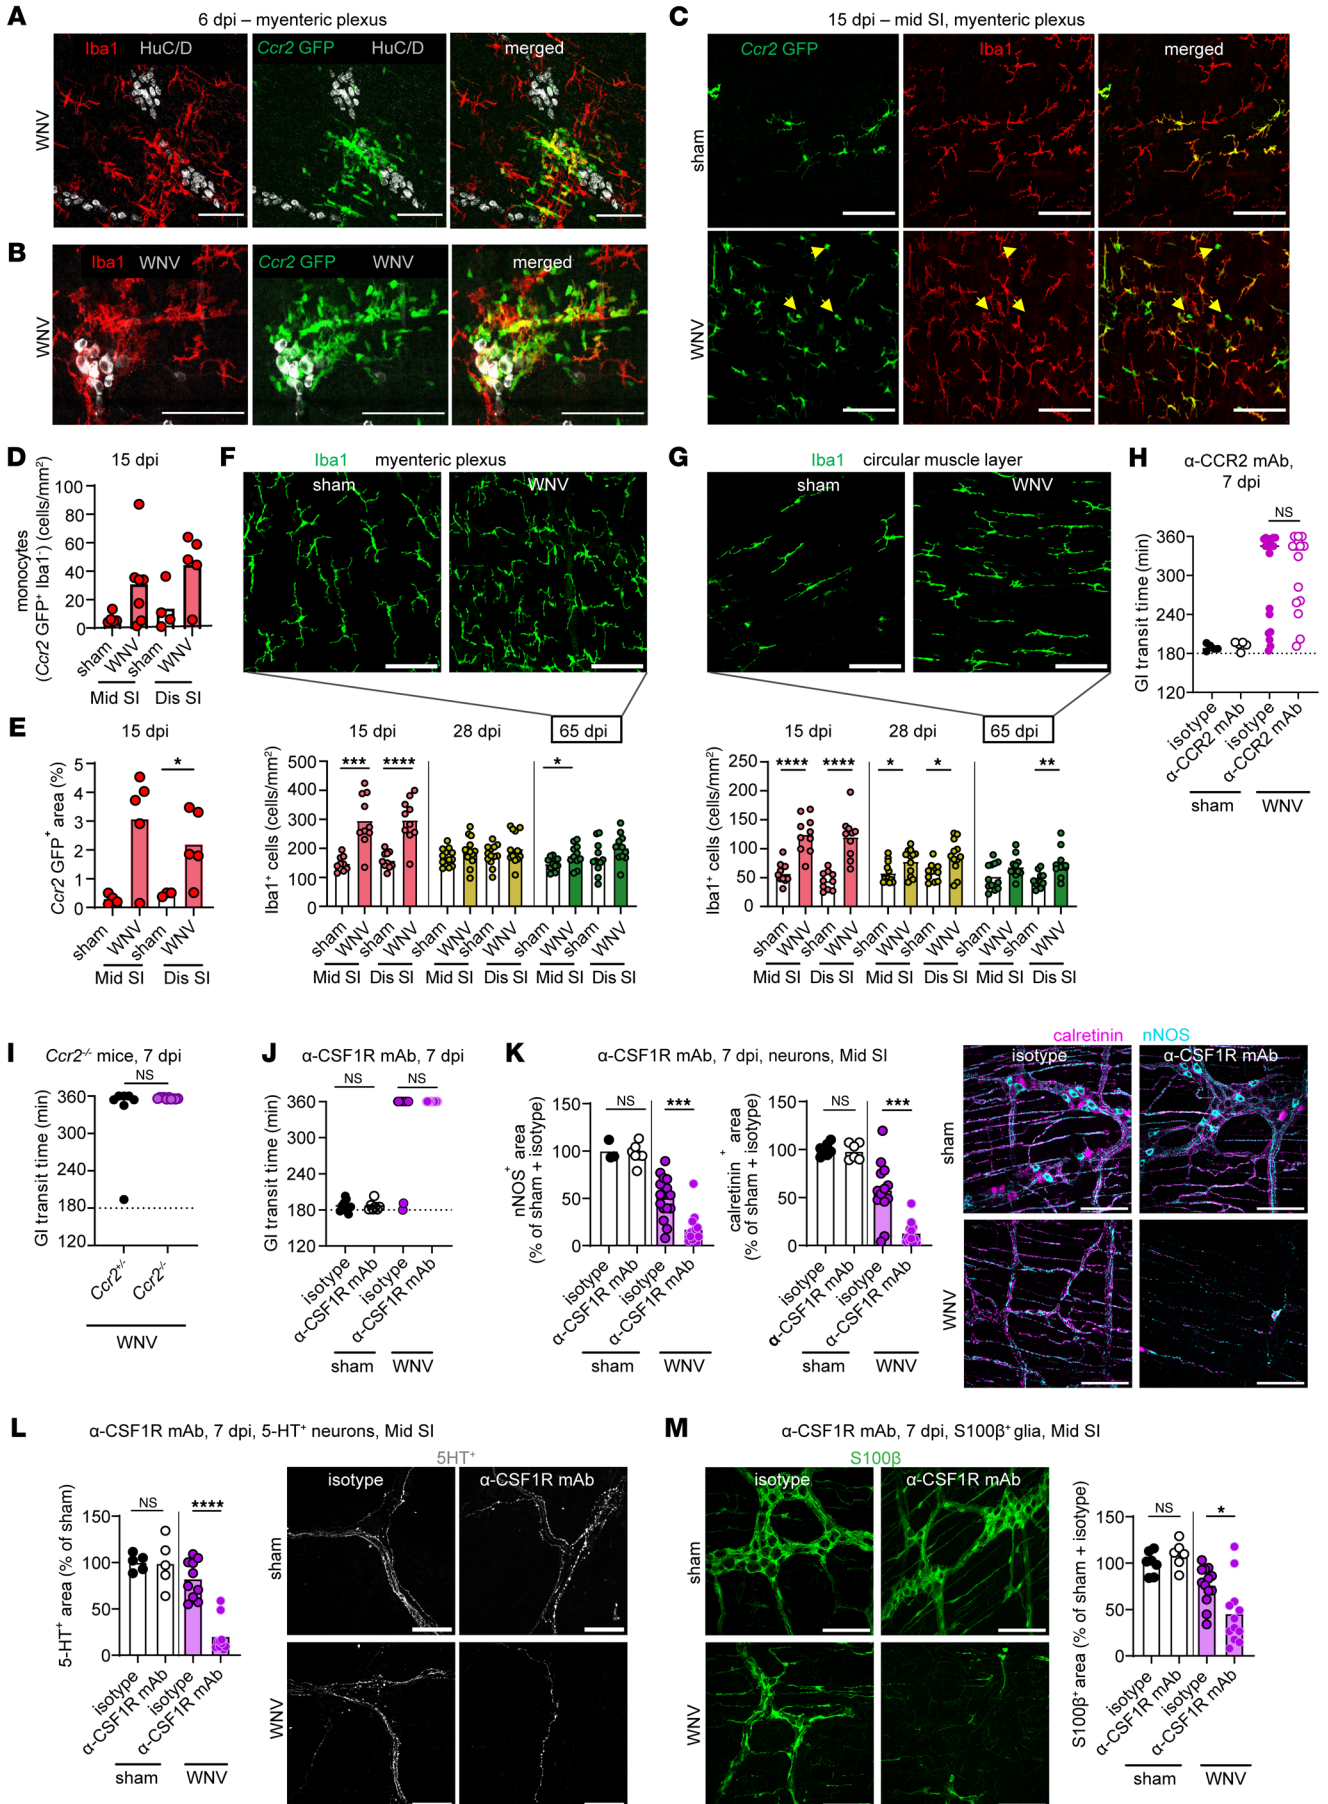 A
6 dpi – myenteric plexus
Iba1 HuC/D
Ccr2 GFP HuC/D
merged
WNV
B
Iba1 WNV
Ccr2 GFP WNV
merged
WNV
C
15 dpi – mid SI, myenteric plexus
Ccr2 GFP
Iba1
merged
sham
WNV
D
15 dpi
monocytes
(Ccr2 GFP⁺ Iba1⁻) (cells/mm²)
100
80
60
40
20
0
sham
WNV
sham
WNV
Mid SI
Dis SI
E
15 dpi
Ccr2 GFP⁺ area (%)
5
4
3
2
1
0
*
sham
WNV
sham
WNV
Mid SI
Dis SI
F
Iba1 myenteric plexus
sham
WNV
15 dpi
28 dpi
65 dpi
Iba1⁺ cells (cells/mm²)
500
400
300
200
100
0
***
****
*
sham
WNV
sham
WNV
sham
WNV
sham
WNV
sham
WNV
sham
WNV
Mid SI
Dis SI
Mid SI
Dis SI
Mid SI
Dis SI
G
Iba1 circular muscle layer
sham
WNV
15 dpi
28 dpi
65 dpi
Iba1⁺ cells (cells/mm²)
250
200
150
100
50
0
****
****
*
*
**
sham
WNV
sham
WNV
sham
WNV
sham
WNV
sham
WNV
sham
WNV
Mid SI
Dis SI
Mid SI
Dis SI
Mid SI
Dis SI
H
α-CCR2 mAb,
7 dpi
NS
GI transit time (min)
360
300
240
180
120
isotype
α-CCR2 mAb
isotype
α-CCR2 mAb
sham
WNV
I
Ccr2⁻/⁻ mice, 7 dpi
NS
GI transit time (min)
360
300
240
180
120
Ccr2⁺/⁻
Ccr2⁻/⁻
WNV
J
α-CSF1R mAb, 7 dpi
NS
NS
GI transit time (min)
360
300
240
180
120
isotype
α-CSF1R mAb
isotype
α-CSF1R mAb
sham
WNV
K
α-CSF1R mAb, 7 dpi, neurons, Mid SI
nNOS⁺ area
(% of sham + isotype)
150
100
50
0
NS
***
isotype
α-CSF1R mAb
isotype
α-CSF1R mAb
sham
WNV
calretinin⁺ area
(% of sham + isotype)
150
100
50
0
NS
***
isotype
α-CSF1R mAb
isotype
α-CSF1R mAb
sham
WNV
calretinin nNOS
isotype
α-CSF1R mAb
sham
WNV
L
α-CSF1R mAb, 7 dpi, 5-HT⁺ neurons, Mid SI
5-HT⁺ area (% of sham)
150
100
50
0
NS
****
isotype
α-CSF1R mAb
isotype
α-CSF1R mAb
sham
WNV
5HT⁺
isotype
α-CSF1R mAb
sham
WNV
M
α-CSF1R mAb, 7 dpi, S100β⁺ glia, Mid SI
S100β
isotype
α-CSF1R mAb
sham
WNV
S100β⁺ area (% of sham + isotype)
150
100
50
0
NS
*
isotype
α-CSF1R mAb
isotype
α-CSF1R mAb
sham
WNV